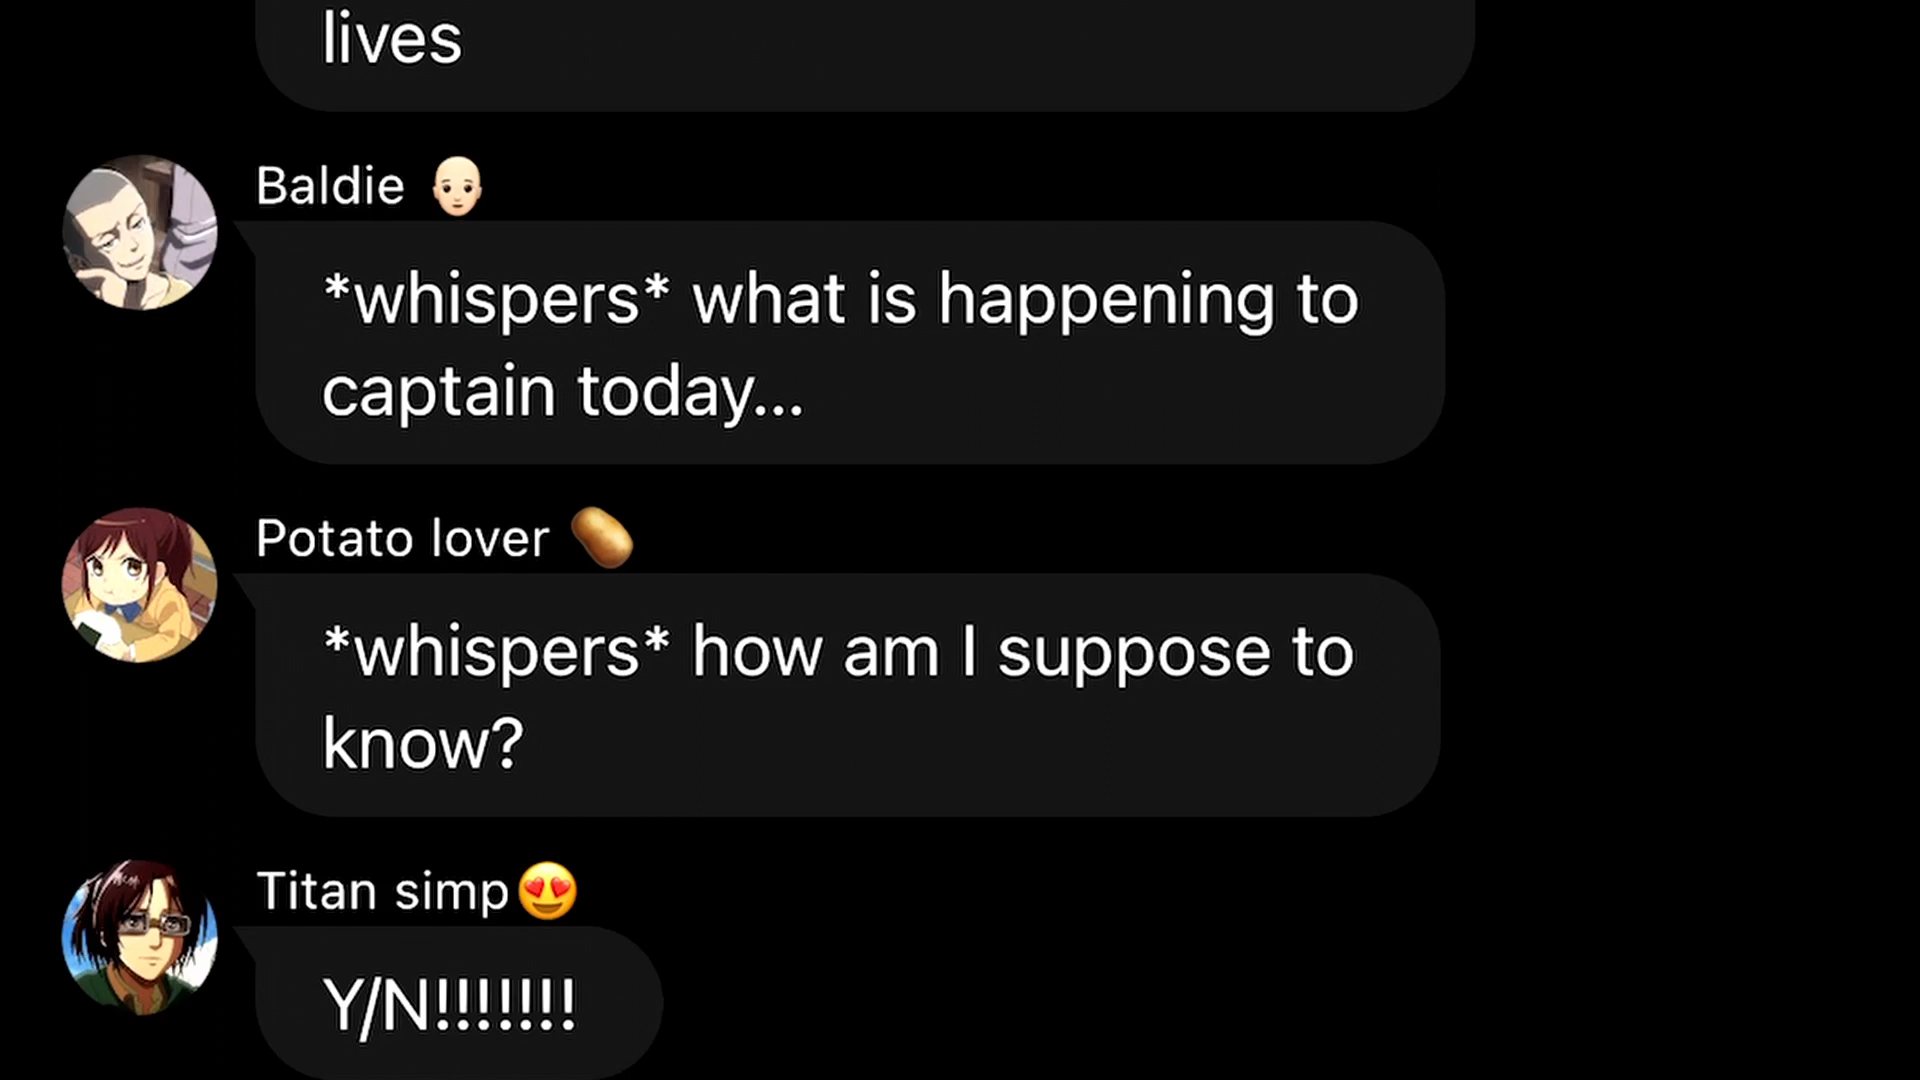 lives
Baldie 👨🏻‍🦲
*whispers* what is happening to
captain today...
Potato lover 🥔
*whispers* how am I suppose to
know?
Titan simp😍
Y/N!!!!!!!